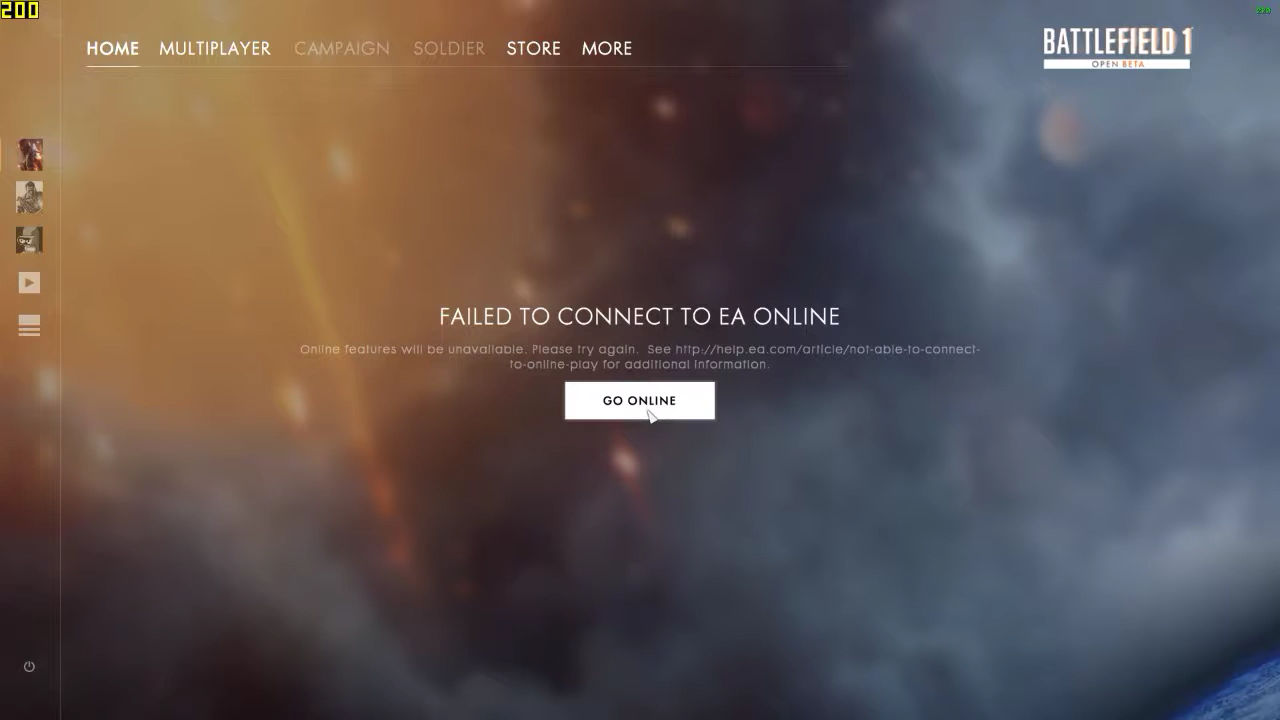 200
HOME MULTIPLAYER CAMPAIGN SOLDIER STORE MORE
BATTLEFIELD 1
OPEN BETA
FAILED TO CONNECT TO EA ONLINE
Online features will be unavailable. Please try again. See http://help.ea.com/article/not-able-to-connect-
to-online-play for additional information.
GO ONLINE